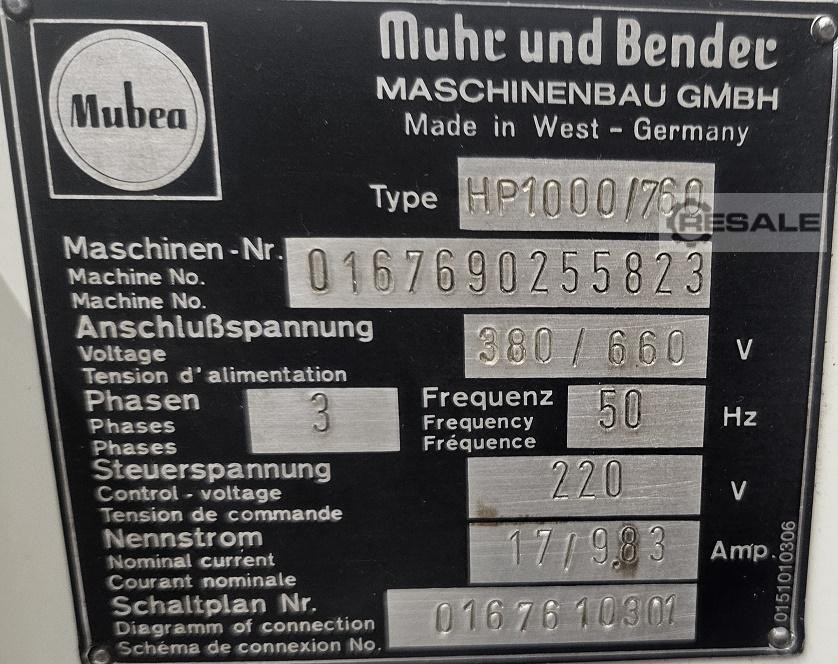 Mubea
Muhr und Bender
MASCHINENBAU GMBH
Made in West - Germany
Type HP1000/760
RESALE
Maschinen-Nr. 0167690255823
Machine No.
Machine No.
Anschlußspannung 380/660 V
Voltage
Tension d'alimentation
Phasen 3 Frequenz 50 Hz
Phases Frequency
Phases Fréquence
Steuerspannung 220 V
Control - voltage
Tension de commande
Nennstrom 17/9.83 Amp.
Nominal current
Courant nominale
Schaltplan Nr. 0167610301
Diagramm of connection
Schéma de connexion No.
0151010306